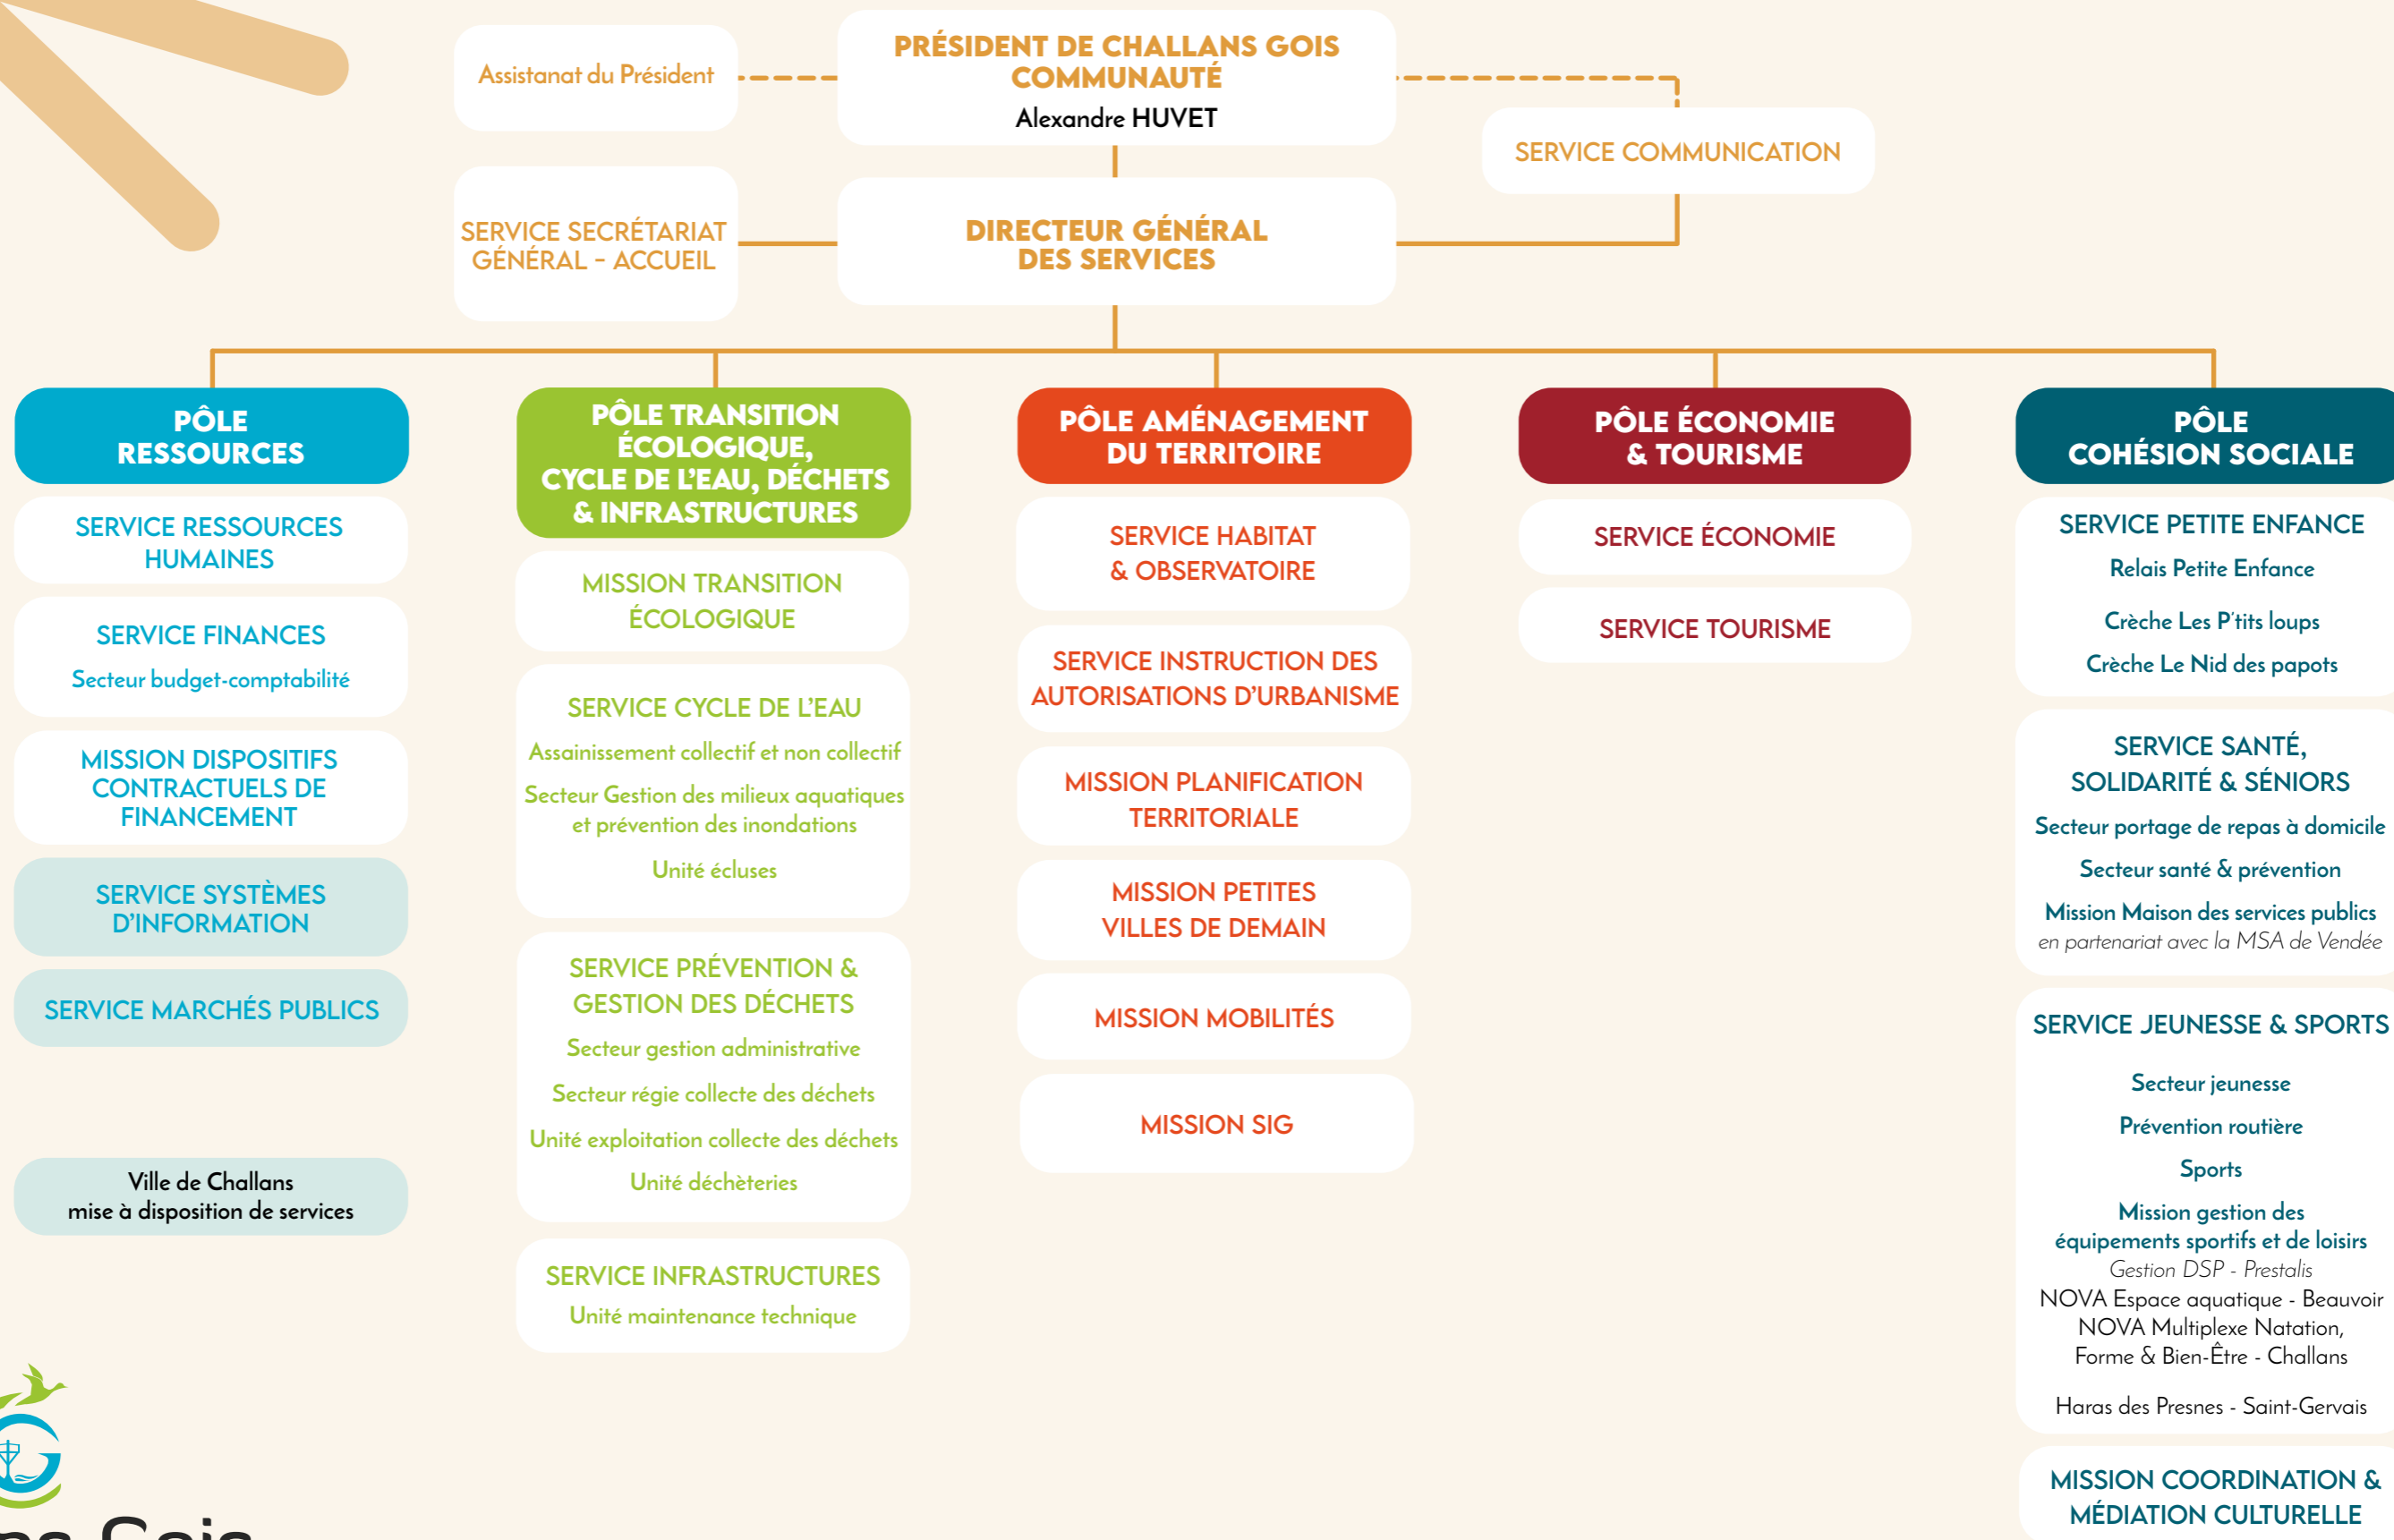 Assistanat du Président
PRÉSIDENT DE CHALLANS GOIS
COMMUNAUTÉ
Alexandre HUVET
SERVICE COMMUNICATION
SERVICE SECRÉTARIAT
GÉNÉRAL - ACCUEIL
DIRECTEUR GÉNÉRAL
DES SERVICES
PÔLE
RESSOURCES
SERVICE RESSOURCES
HUMAINES
SERVICE FINANCES
Secteur budget-comptabilité
MISSION DISPOSITIFS
CONTRACTUELS DE
FINANCEMENT
SERVICE SYSTÈMES
D'INFORMATION
SERVICE MARCHÉS PUBLICS
Ville de Challans
mise à disposition de services
PÔLE TRANSITION
ÉCOLOGIQUE,
CYCLE DE L'EAU, DÉCHETS
& INFRASTRUCTURES
MISSION TRANSITION
ÉCOLOGIQUE
SERVICE CYCLE DE L'EAU
Assainissement collectif et non collectif
Secteur Gestion des milieux aquatiques
et prévention des inondations
Unité écluses
SERVICE PRÉVENTION &
GESTION DES DÉCHETS
Secteur gestion administrative
Secteur régie collecte des déchets
Unité exploitation collecte des déchets
Unité déchèteries
SERVICE INFRASTRUCTURES
Unité maintenance technique
PÔLE AMÉNAGEMENT
DU TERRITOIRE
SERVICE HABITAT
& OBSERVATOIRE
SERVICE INSTRUCTION DES
AUTORISATIONS D'URBANISME
MISSION PLANIFICATION
TERRITORIALE
MISSION PETITES
VILLES DE DEMAIN
MISSION MOBILITÉS
MISSION SIG
PÔLE ÉCONOMIE
& TOURISME
SERVICE ÉCONOMIE
SERVICE TOURISME
PÔLE
COHÉSION SOCIALE
SERVICE PETITE ENFANCE
Relais Petite Enfance
Crèche Les P'tits loups
Crèche Le Nid des papots
SERVICE SANTÉ,
SOLIDARITÉ & SÉNIORS
Secteur portage de repas à domicile
Secteur santé & prévention
Mission Maison des services publics
en partenariat avec la MSA de Vendée
SERVICE JEUNESSE & SPORTS
Secteur jeunesse
Prévention routière
Sports
Mission gestion des
équipements sportifs et de loisirs
Gestion DSP - Prestalis
NOVA Espace aquatique - Beauvoir
NOVA Multiplexe Natation,
Forme & Bien-Être - Challans
Haras des Presnes - Saint-Gervais
MISSION COORDINATION &
MÉDIATION CULTURELLE